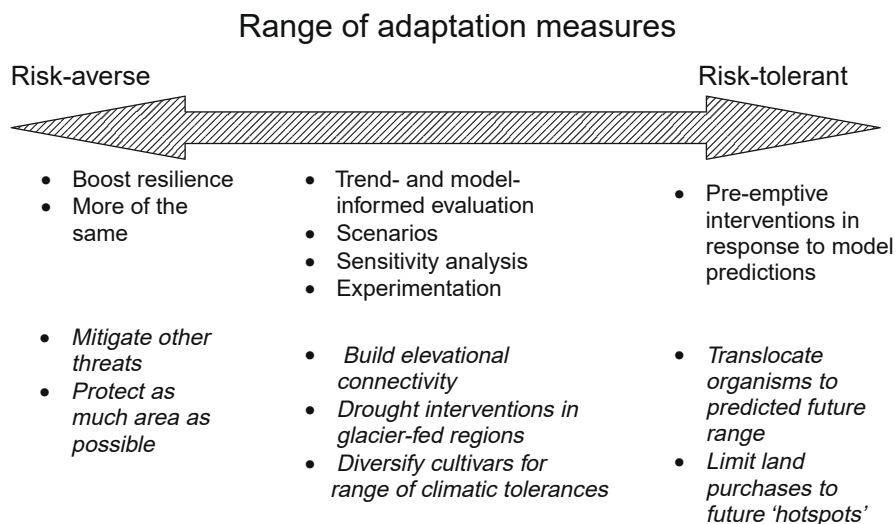 Range of adaptation measures
Risk-averse
Risk-tolerant
• Boost resilience
• More of the
same
• Mitigate other
threats
• Protect as
much area as
possible
• Trend- and model-
informed evaluation
• Scenarios
• Sensitivity analysis
• Experimentation
• Build elevational
connectivity
• Drought interventions in
glacier-fed regions
• Diversify cultivars for
range of climatic tolerances
• Pre-emptive
interventions in
response to model
predictions
• Translocate
organisms to
predicted future
range
• Limit land
purchases to
future ‘hotspots’